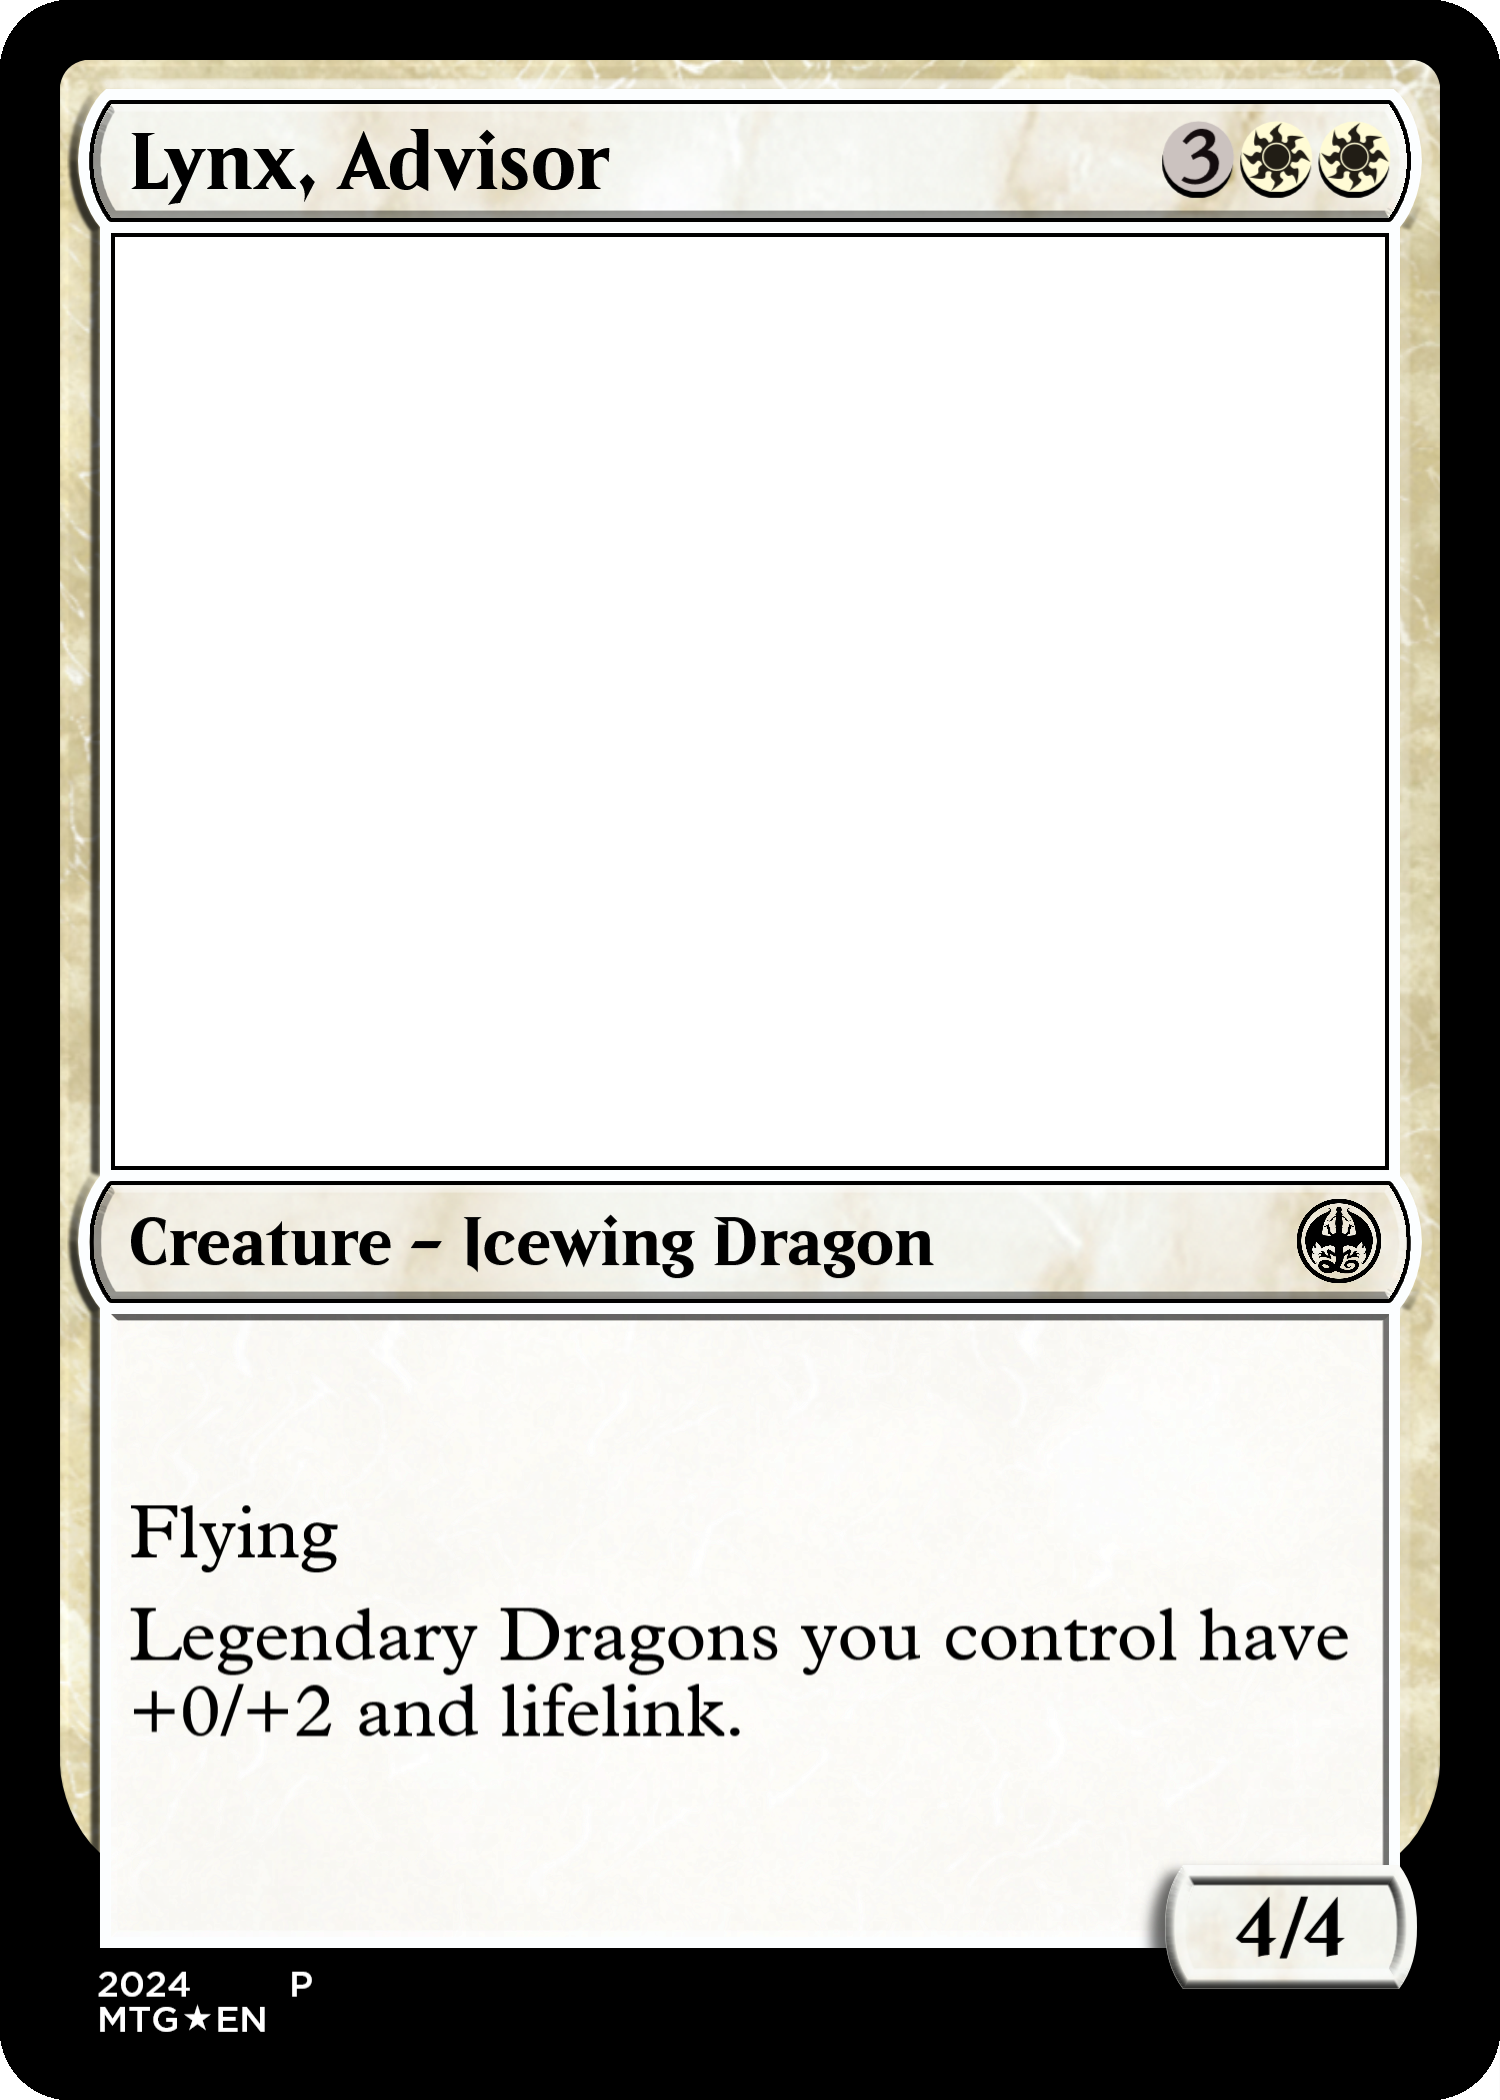 Lynx, Advisor 3
Creature – Icewing Dragon
Flying
Legendary Dragons you control have
+0/+2 and lifelink.
4/4
2024 P
MTG★EN